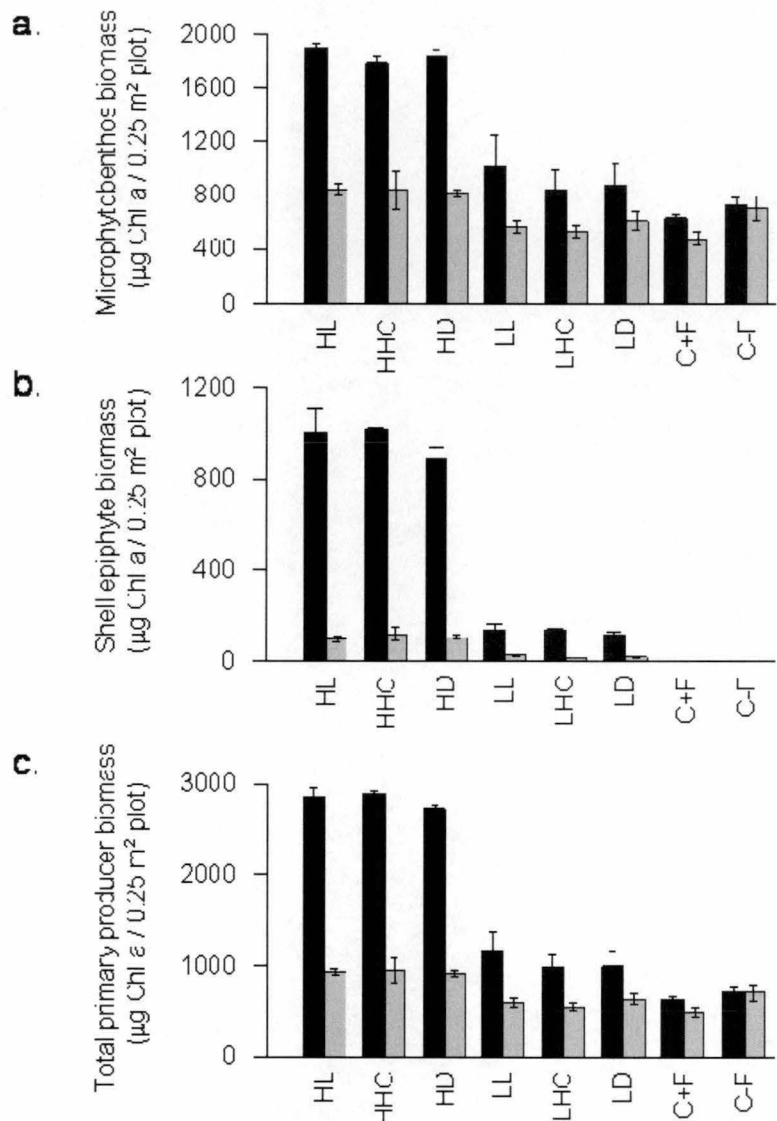 a.
Microphytobenthos biomass
(µg Chl a / 0.25 m² plot)
2000
1600
1200
800
400
0
HL
HHC
HD
LL
LHC
LD
C+F
C-F
b.
Shell epiphyte biomass
(µg Chl a / 0.25 m² plot)
1200
800
400
0
HL
HHC
HD
LL
LHC
LD
C+F
C-F
c.
Total primary producer biomass
(µg Chl a / 0.25 m² plot)
3000
2000
1000
0
HL
HHC
HD
LL
LHC
LD
C+F
C-F